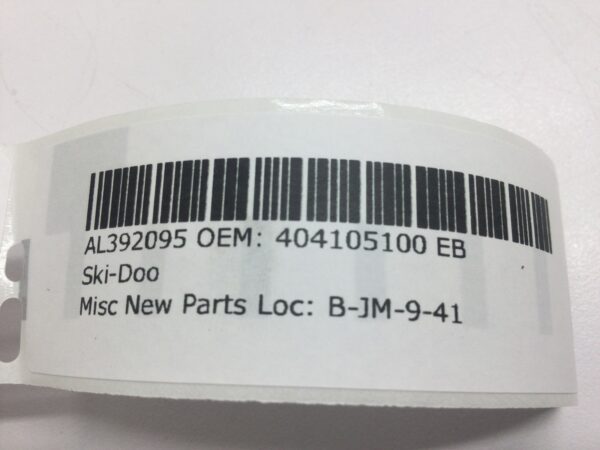 AL392095 OEM: 404105100 EB
Ski-Doo
Misc New Parts Loc: B-JM-9-41